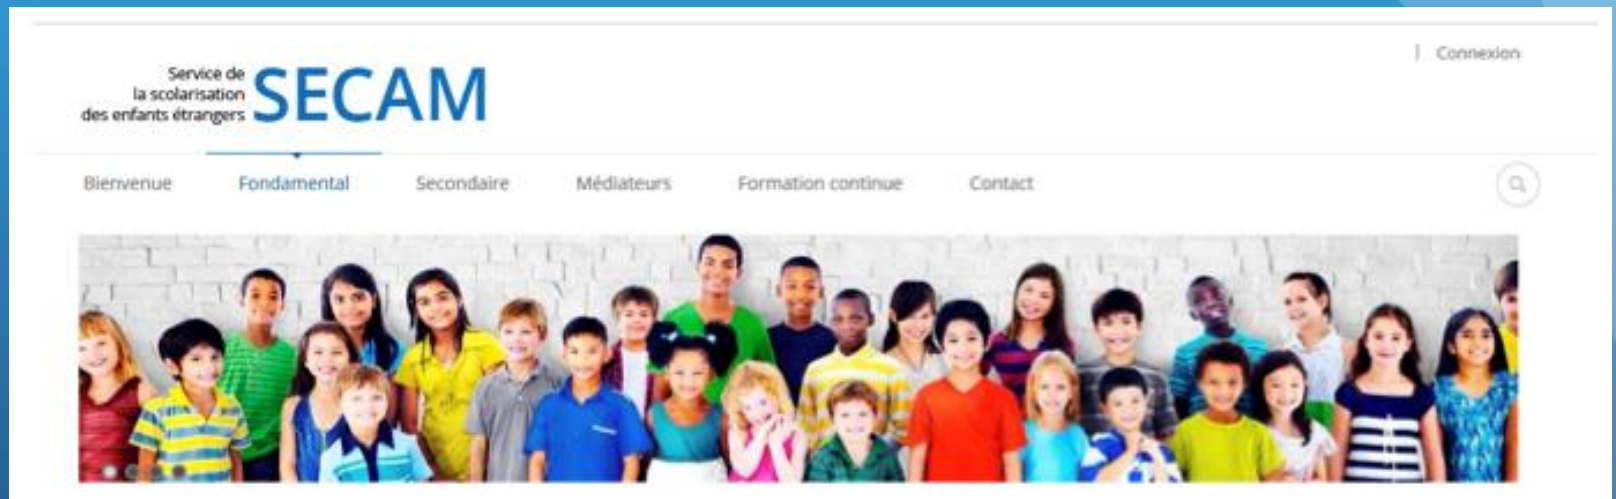 Connexion
Service de
la scolarisation
des enfants étrangers
SECAM
Bienvenue Fondamental Secondaire Médiateurs Formation continue Contact